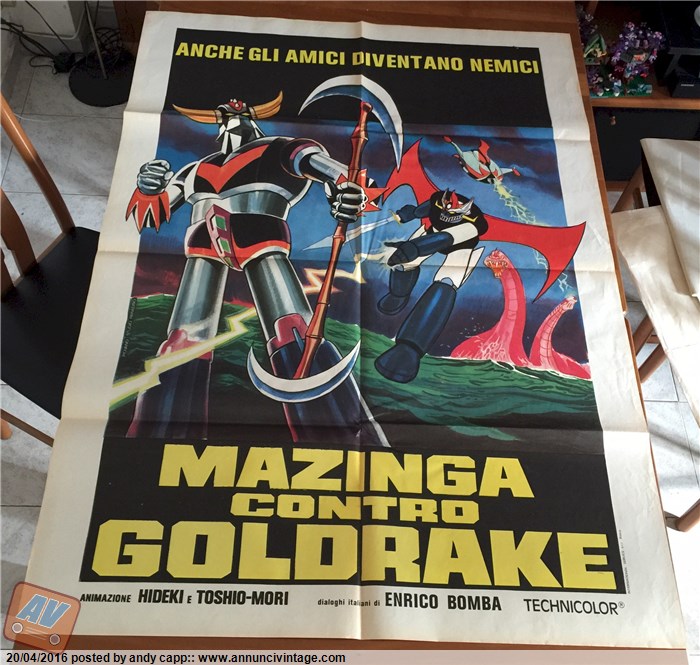 ANCHE GLI AMICI DIVENTANO NEMICI
MAZINGA
CONTRO
GOLDRAKE
ANIMAZIONE HIDEKI E TOSHIO-MORI dialoghi italiani di ENRICO BOMBA TECHNICOLOR®
AV
20/04/2016 posted by andy capp:: www.annuncivintage.com